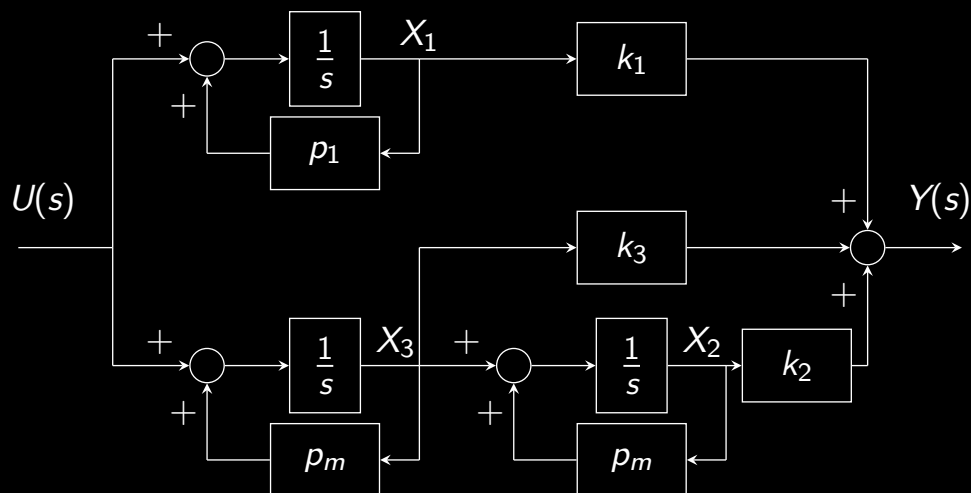 + 1/s X₁ k₁
+ p₁
U(s) + Y(s)
k₃
+ 1/s X₃ + 1/s X₂ k₂ +
+ p_m + p_m